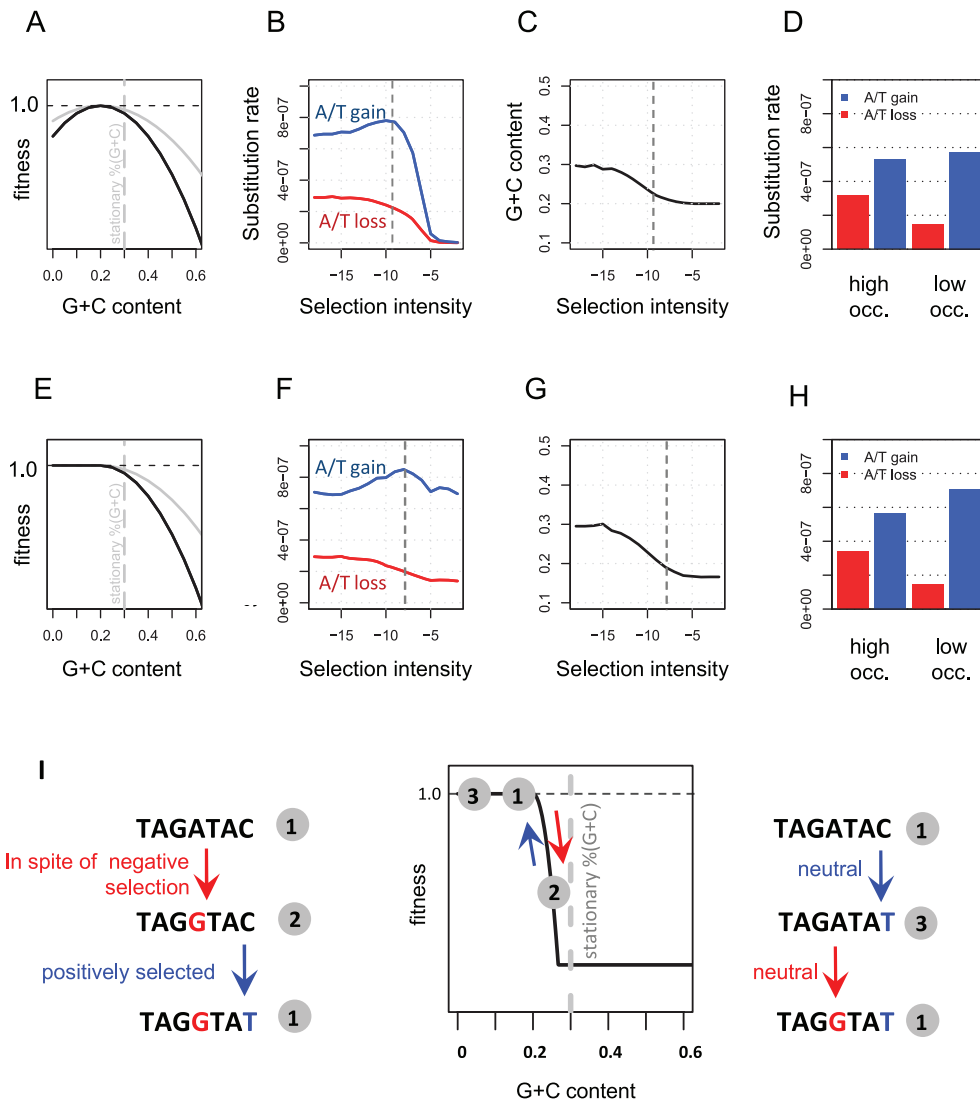 A
B
C
D
fitness
1.0
stationary %(G+C)
0.0
0.2
0.4
0.6
G+C content
Substitution rate
0e+00
4e-07
8e-07
A/T gain
A/T loss
−15
−10
−5
Selection intensity
G+C content
0.1
0.2
0.3
0.4
0.5
−15
−10
−5
Selection intensity
Substitution rate
0e+00
4e-07
8e-07
A/T gain
A/T loss
high
occ.
low
occ.
E
F
G
H
fitness
1.0
stationary %(G+C)
0.0
0.2
0.4
0.6
G+C content
0e+00
4e-07
8e-07
A/T gain
A/T loss
−15
−10
−5
Selection intensity
0.1
0.2
0.3
0.4
0.5
−15
−10
−5
Selection intensity
0e+00
4e-07
8e-07
A/T gain
A/T loss
high
occ.
low
occ.
I
TAGATAC 1
In spite of negative
selection
TAGGTAC 2
positively selected
TAGGTAT 1
fitness
1.0
3
1
2
stationary %(G+C)
0
0.2
0.4
0.6
G+C content
TAGATAC 1
neutral
TAGATAT 3
neutral
TAGGTAT 1